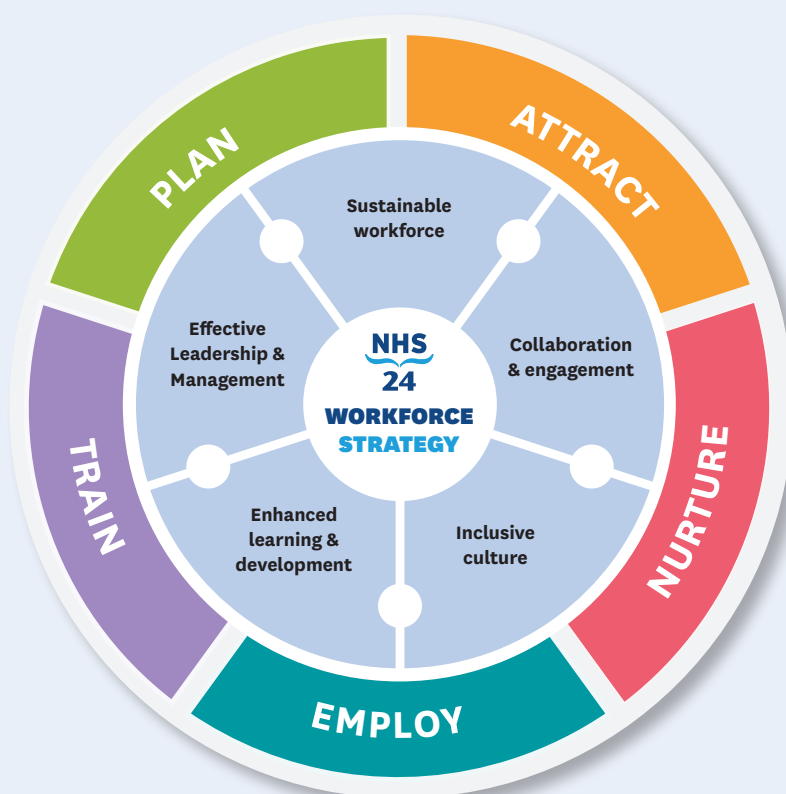 PLAN
ATTRACT
Sustainable
workforce
Effective
Leadership &
Management
Collaboration
& engagement
NHS
24
WORKFORCE
STRATEGY
TRAIN
NURTURE
Enhanced
learning &
development
Inclusive
culture
EMPLOY